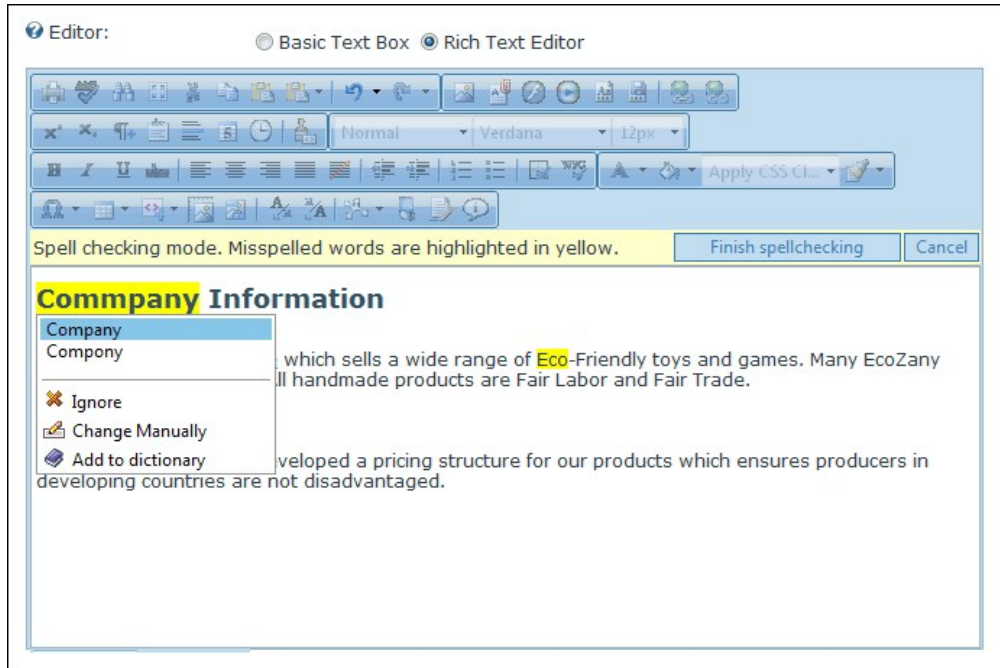 Editor:
Basic Text Box Rich Text Editor
Normal Verdana 12px
Apply CSS Cl...
Spell checking mode. Misspelled words are highlighted in yellow. Finish spellchecking Cancel
Commpany Information
Company
Compony
which sells a wide range of Eco-Friendly toys and games. Many EcoZany
ll handmade products are Fair Labor and Fair Trade.
Ignore
Change Manually
Add to dictionary
veloped a pricing structure for our products which ensures producers in
developing countries are not disadvantaged.